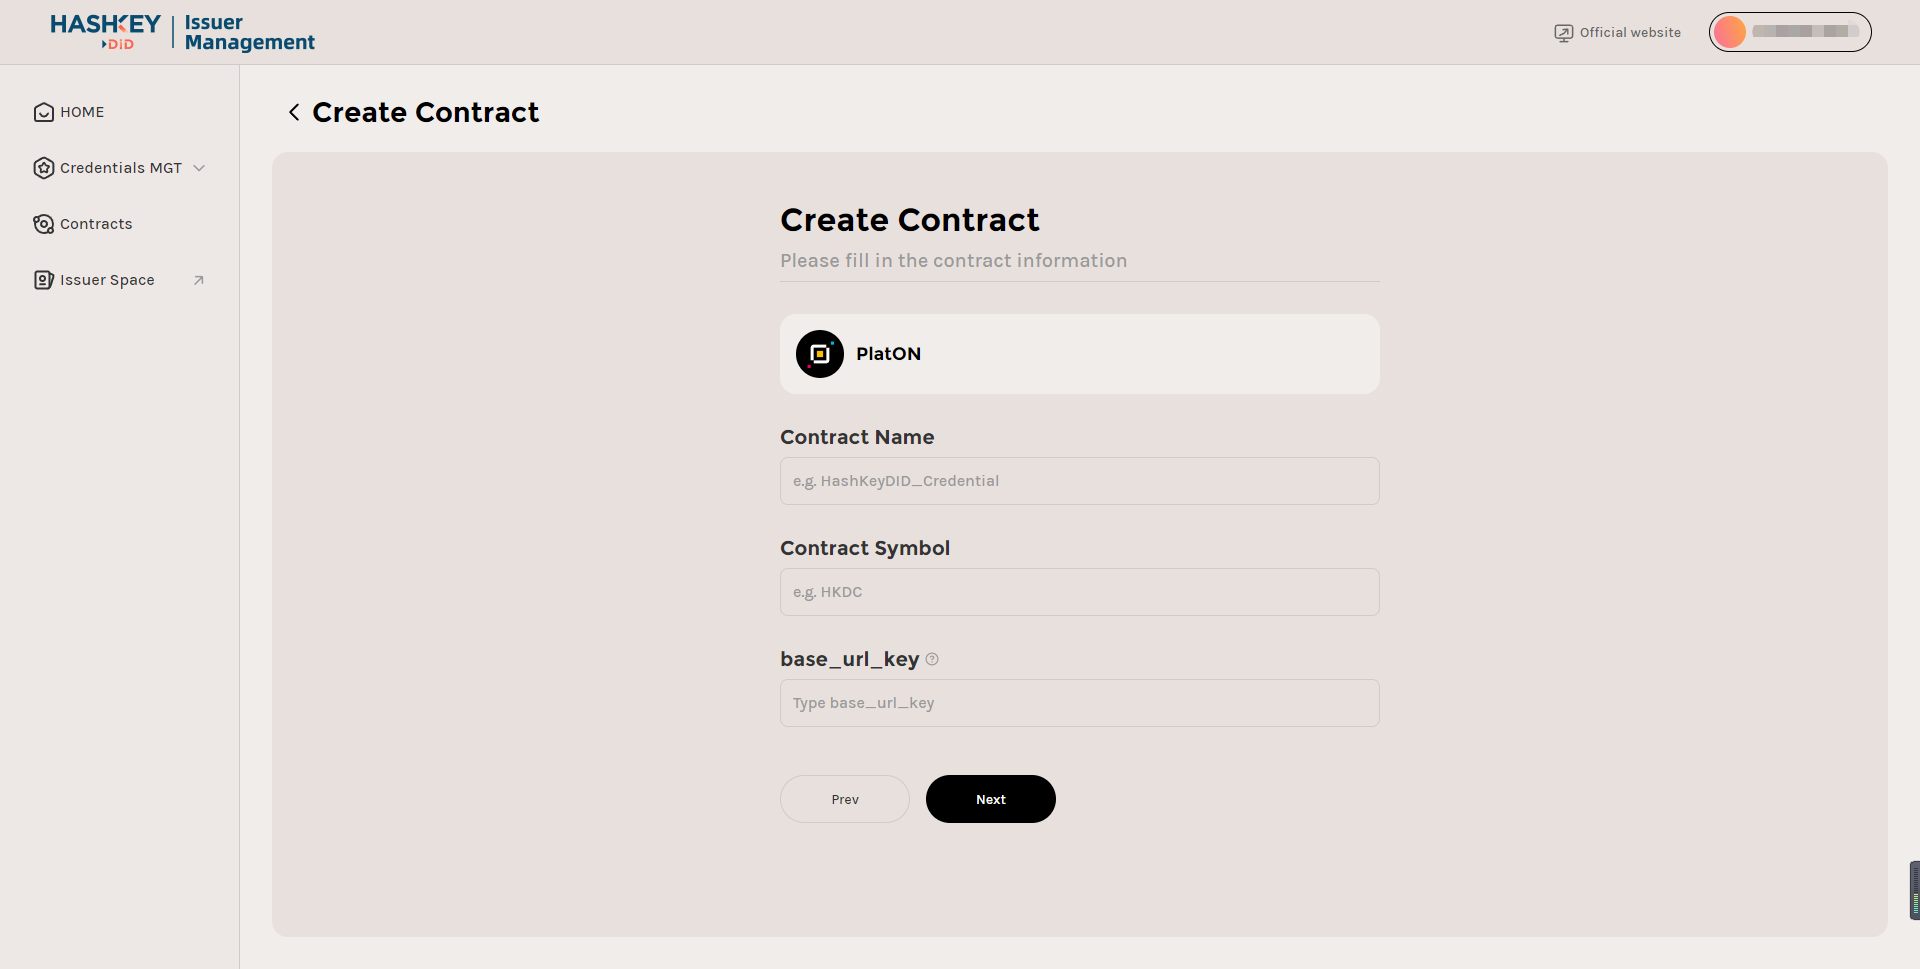 HASHKEY
DiD
Issuer
Management
Official website
HOME
Credentials MGT
Contracts
Issuer Space
Create Contract
Create Contract
Please fill in the contract information
PlatON
Contract Name
e.g. HashKeyDID_Credential
Contract Symbol
e.g. HKDC
base_url_key
Type base_url_key
Prev
Next